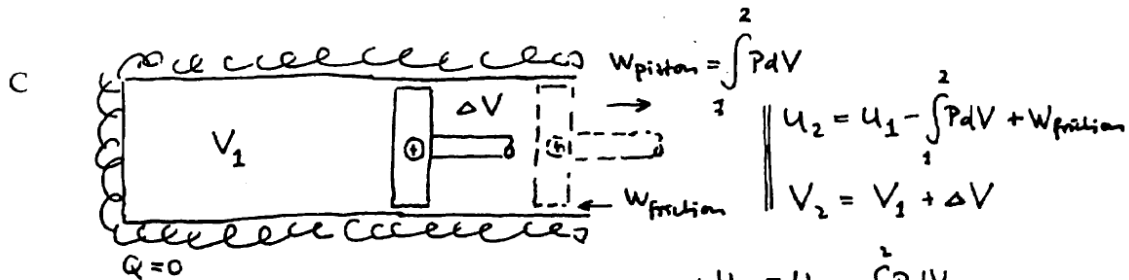 C
W_piston = ∫₁² PdV
ΔV
V₁
U₂ = U₁ - ∫₁² PdV + W_friction
V₂ = V₁ + ΔV
W_friction
Q = 0